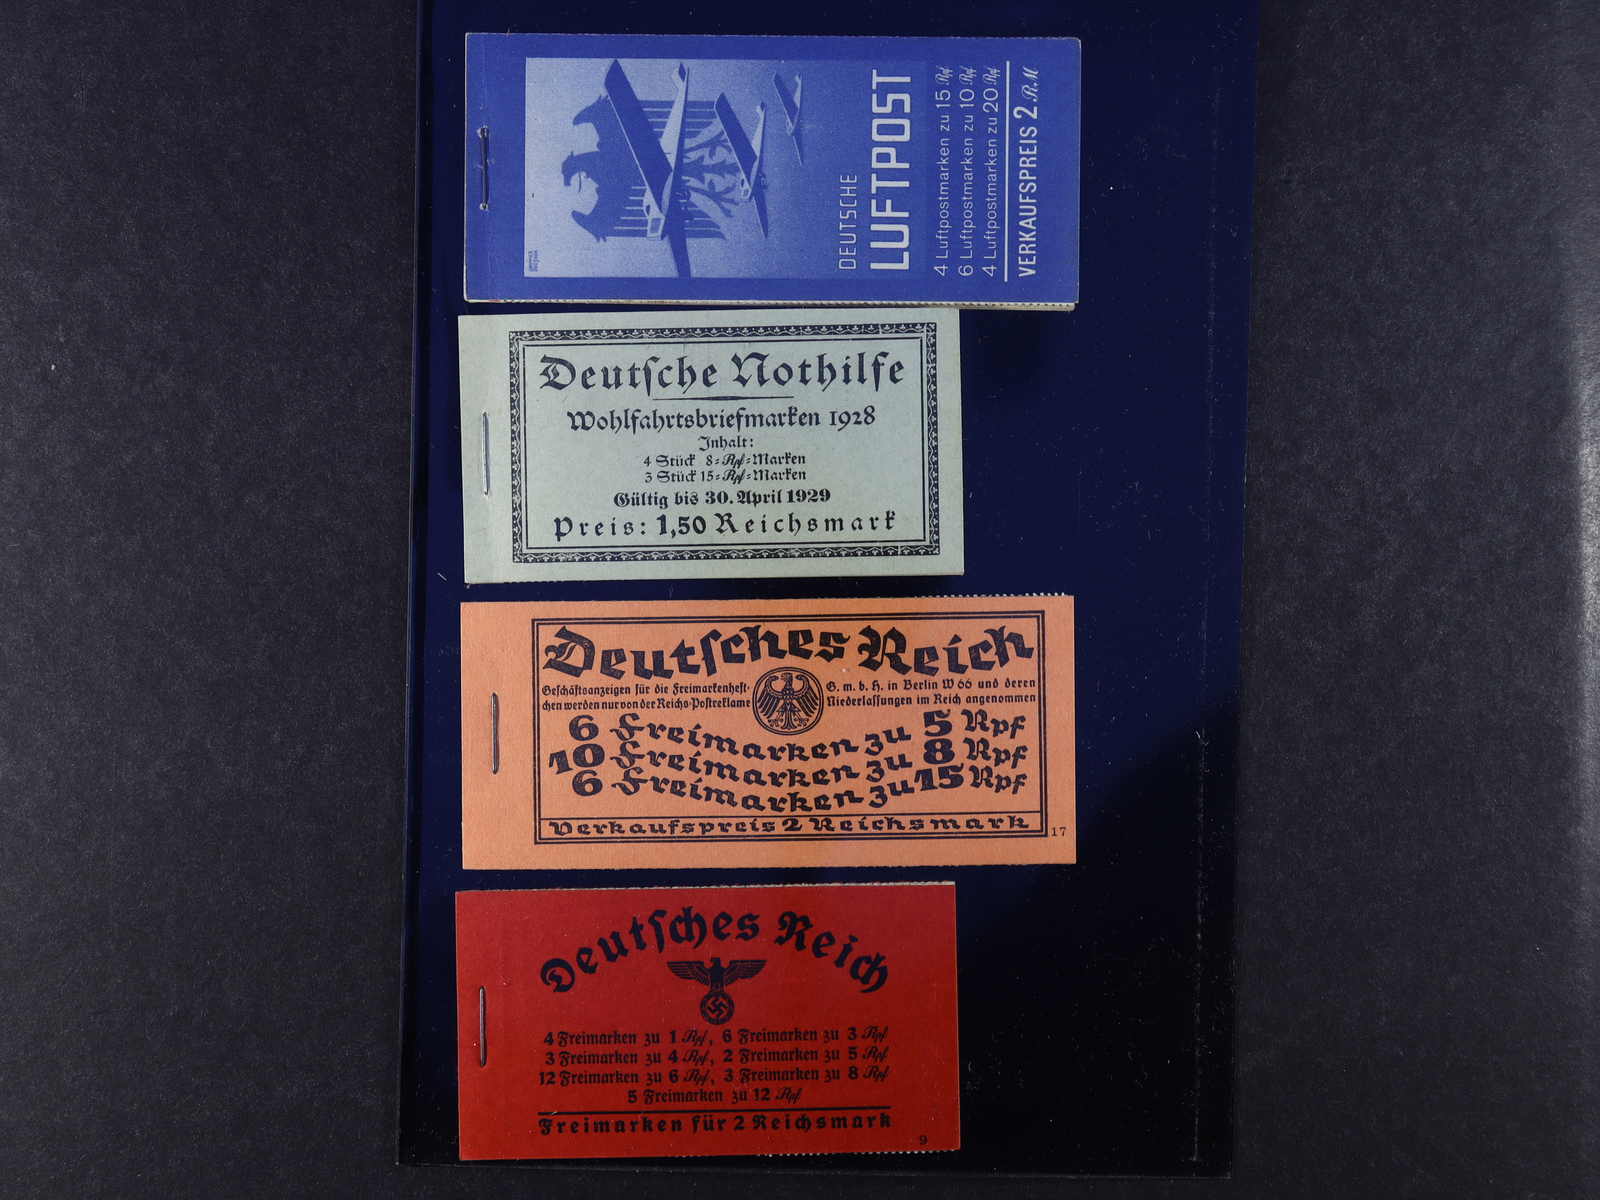 DEUTSCHE
LUFTPOST
4 Luftpostmarken zu 15 Rpf
6 Luftpostmarken zu 10 Rpf
4 Luftpostmarken zu 20 Rpf
VERKAUFSPREIS 2 R.M
Deutſche Nothilfe
Wohlfahrtsbriefmarken 1928
Inhalt:
4 Stück 8=Rpf=Marken
3 Stück 15=Rpf=Marken
Gültig bis 30. April 1929
Preis: 1,50 Reichsmark
Deutſches Reich
Geſchäftsanzeigen für die Freimarkenheft- G. m. b. H. in Berlin W 66 und deren
chen werden nur von der Reichs-Poſtreklame Niederlaſſungen im Reich angenommen
6 Freimarken zu 5 Rpf
10 Freimarken zu 8 Rpf
6 Freimarken zu 15 Rpf
Verkaufspreis 2 Reichsmark
17
Deutſches Reich
4 Freimarken zu 1 Rpf, 6 Freimarken zu 3 Rpf
3 Freimarken zu 4 Rpf, 2 Freimarken zu 5 Rpf
12 Freimarken zu 6 Rpf, 3 Freimarken zu 8 Rpf
5 Freimarken zu 12 Rpf
Freimarken für 2 Reichsmark
9